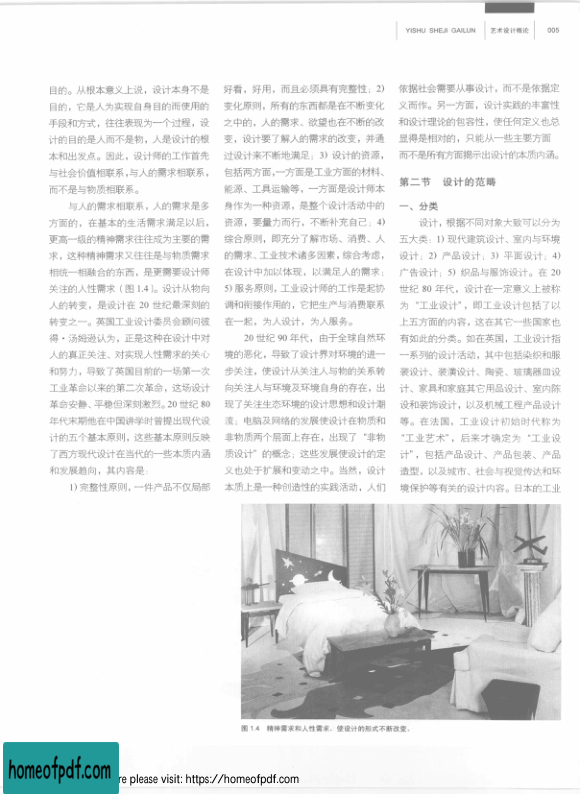 YISHU SHEJI GAILUN 艺术设计概论 005
目的。从根本意义上说，设计本身不是
目的，它是人为实现自身目的而使用的
手段和方式，往往表现为一个过程，设
计的目的是人而不是物，人是设计的根
本和出发点。因此，设计师的工作首先
与社会价值相联系，与人的需求相联系，
而不是与物质相联系。
与人的需求相联系，人的需求是多
方面的，在基本的生活需求满足以后，
更高一级的精神需求往往成为主要的需
求，这种精神需求又往往是与物质需求
相统一相融合的东西，是更需要设计师
关注的人性需求（图1.4）。设计从物向
人的转变，是设计在 20 世纪最深刻的
转变之一。英国工业设计委员会顾问彼
得·汤姆逊认为，正是这种在设计中对
人的真正关注、对实现人性需求的关心
和努力，导致了英国目前的一场第一次
工业革命以来的第二次革命，这场设计
革命安静、平稳但深刻激烈。20 世纪 80
年代末期他在中国讲学时曾提出现代设
计的五个基本原则，这些基本原则反映
了西方现代设计在当代的一些本质内涵
和发展趋向，其内容是：
1) 完整性原则，一件产品不仅局部
好看，好用，而且必须具有完整性；2)
变化原则，所有的东西都是在不断变化
之中的，人的需求、欲望也在不断的改
变，设计要了解人的需求的改变，并通
过设计来不断地满足；3) 设计的资源，
包括两方面，一方面是工业方面的材料、
能源、工具运输等，一方面是设计师本
身作为一种资源，是整个设计活动中的
资源，要量力而行，不断补充自己；4)
综合原则，即充分了解市场、消费、人
的需求、工业技术诸多因素，综合考虑，
在设计中加以体现，以满足人的需求；
5) 服务原则，工业设计师的工作是起协
调和衔接作用的，它把生产与消费联系
在一起，为人设计，为人服务。
20 世纪 90 年代，由于全球自然环
境的恶化，导致了设计界对环境的进一
步关注，使设计从关注人与物的关系转
向关注人与环境及环境自身的存在，出
现了关注生态环境的设计思想和设计潮
流；电脑及网络的发展使设计在物质和
非物质两个层面上存在，出现了“非物
质设计”的概念；这些发展使设计的定
义也处于扩展和变动之中。当然，设计
本质上是一种创造性的实践活动，人们
依据社会需要从事设计，而不是依据定
义而作。另一方面，设计实践的丰富性
和设计理论的包容性，使任何定义也总
显得是相对的，只能从一些主要方面
而不是所有方面揭示出设计的本质内涵。
第二节 设计的范畴
一、分类
设计，根据不同对象大致可以分为
五大类：1) 现代建筑设计、室内与环境
设计；2) 产品设计；3) 平面设计；4)
广告设计；5) 织品与服饰设计。在 20
世纪 80 年代，设计在一定意义上被称
为“工业设计”，即工业设计包括了以
上五方面的内容，这在其它一些国家也
有如此的分类。如在英国，工业设计指
一系列的设计活动，其中包括染织和服
装设计、装潢设计、陶瓷、玻璃器皿设
计、家具和家庭其它用品设计、室内陈
设和装饰设计，以及机械工程产品设计
等。在法国，工业设计初始时代称为
“工业艺术”，后来才确定为“工业设
计”，包括产品设计、产品包装、产品
造型，以及城市、社会与视觉传达和环
境保护等有关的设计内容。日本的工业
图 1.4 精神需求和人性需求，使设计的形式不断改变。
homeofpdf.com
re please visit: https://homeofpdf.com